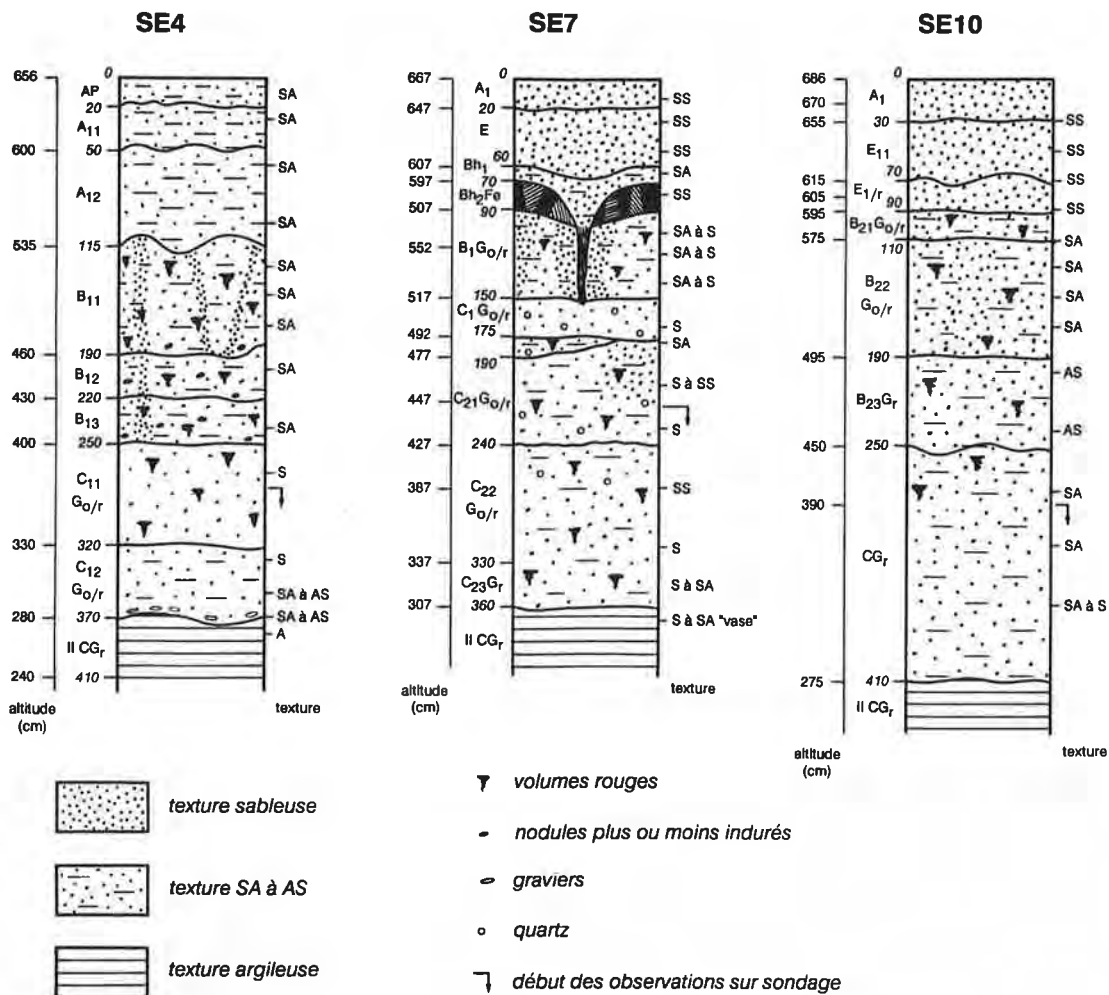 SE4
SE7
SE10
0
656
AP
SA
20
SA
A11
600
50
SA
A12
SA
535
115
SA
SA
B11
SA
460
190
SA
B12
430
220
B13
SA
400
250
S
C11
Go/r
330
320
S
C12
Go/r
SA à AS
280
370
SA à AS
A
II CGr
240
410
altitude
(cm)
texture
0
667
A1
SS
647
20
SS
E
SS
607
60
Bh1
SA
597
70
Bh2Fe
SS
507
90
SA à S
552
B1Go/r
SA à S
SA à S
517
150
C1Go/r
S
492
175
SA
477
190
S à SS
447
C21Go/r
S
427
240
C22
387
SS
Go/r
S
337
330
C23Gr
S à SA
307
360
S à SA "vase"
II CGr
altitude
(cm)
texture
0
686
A1
670
655
30
SS
E11
SS
70
615
E1/r
605
90
SS
595
B21Go/r
575
SA
110
SA
B22
SA
Go/r
SA
495
190
AS
B23Gr
AS
450
250
SA
390
SA
CGr
SA à S
275
410
II CGr
altitude
(cm)
texture
texture sableuse
texture SA à AS
texture argileuse
volumes rouges
nodules plus ou moins indurés
graviers
quartz
début des observations sur sondage